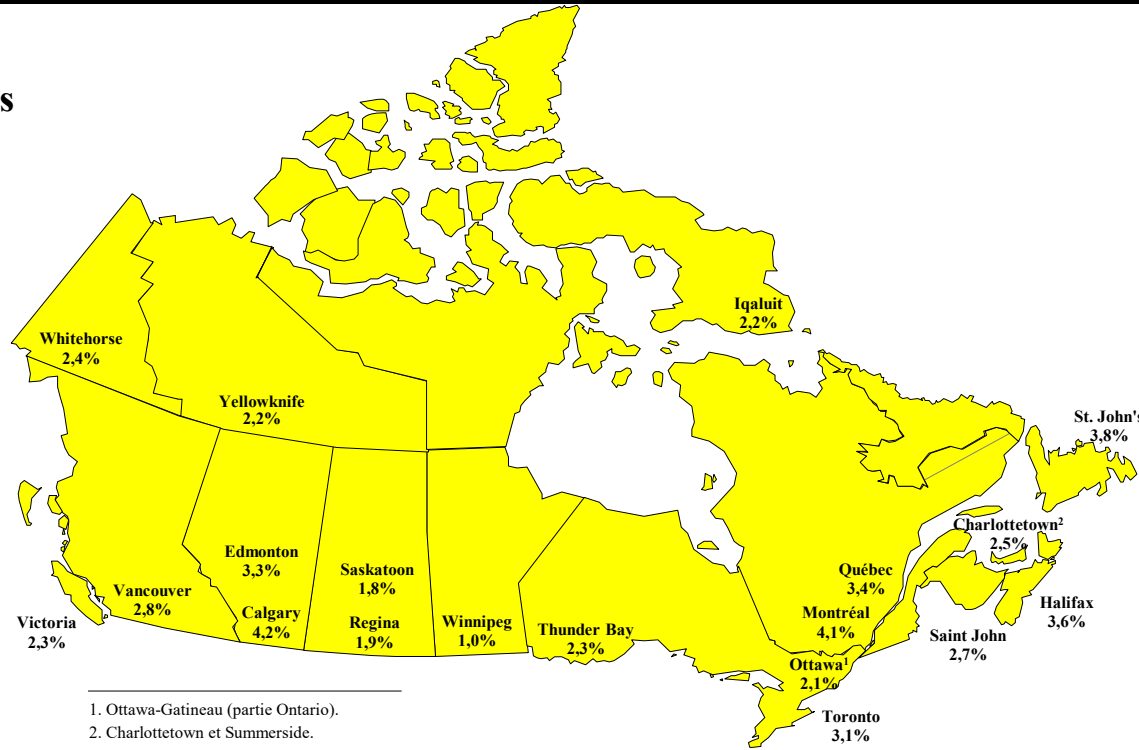 s
Iqaluit
2,2%
Whitehorse
2,4%
Yellowknife
2,2%
St. John's
3,8%
Charlottetown²
2,5%
Edmonton
3,3%
Saskatoon
1,8%
Québec
3,4%
Vancouver
2,8%
Calgary
4,2%
Regina
1,9%
Winnipeg
1,0%
Thunder Bay
2,3%
Montréal
4,1%
Halifax
3,6%
Victoria
2,3%
Saint John
2,7%
Ottawa¹
2,1%
Toronto
3,1%
1. Ottawa-Gatineau (partie Ontario).
2. Charlottetown et Summerside.